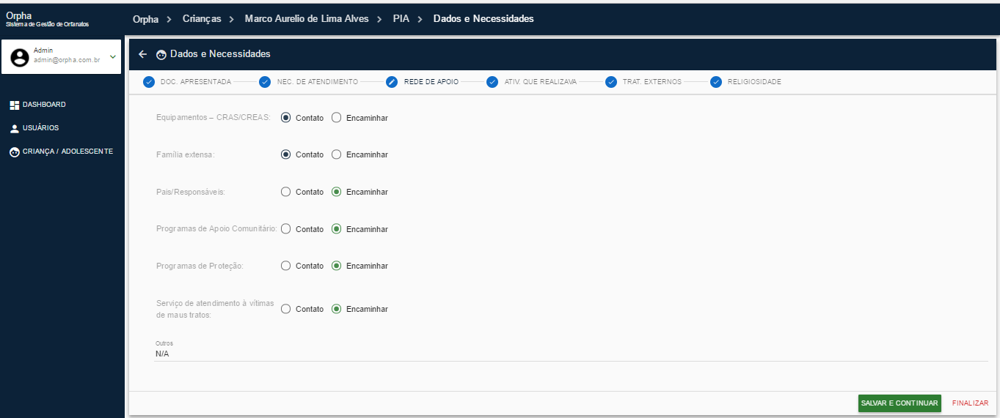 Orpha
Sistema de Gestão de Orfanatos
Orpha > Crianças > Marco Aurelio de Lima Alves > PIA > Dados e Necessidades
Admin
admin@orpha.com.br
DASHBOARD
USUÁRIOS
CRIANÇA / ADOLESCENTE
Dados e Necessidades
DOC. APRESENTADA NEC. DE ATENDIMENTO REDE DE APOIO ATIV. QUE REALIZAVA TRAT. EXTERNOS RELIGIOSIDADE
Equipamentos – CRAS/CREAS: Contato Encaminhar
Família extensa: Contato Encaminhar
Pais/Responsáveis: Contato Encaminhar
Programas de Apoio Comunitário: Contato Encaminhar
Programas de Proteção: Contato Encaminhar
Serviço de atendimento à vítimas
de maus tratos: Contato Encaminhar
Outros
N/A
SALVAR E CONTINUAR FINALIZAR